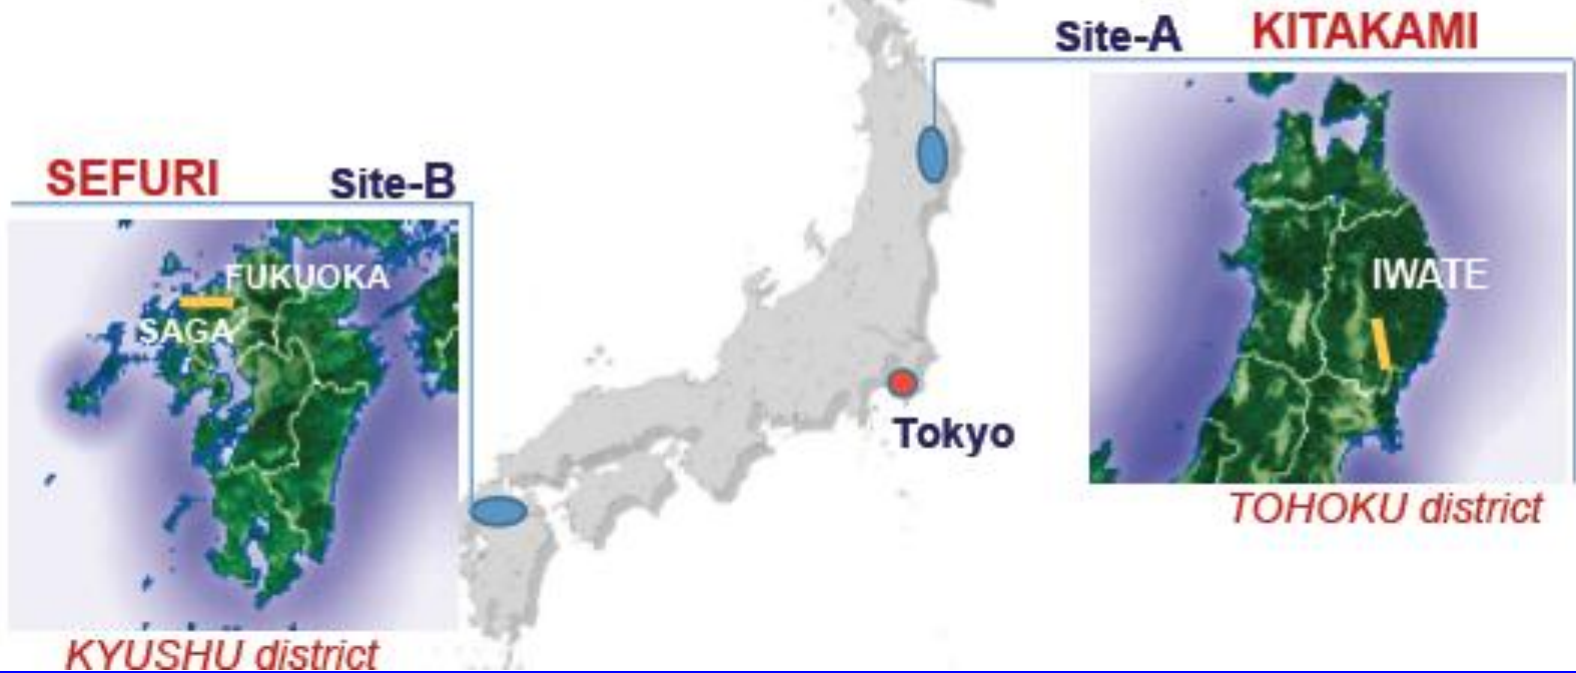 Site-A KITAKAMI
SEFURI Site-B
FUKUOKA
IWATE
SAGA
Tokyo
TOHOKU district
KYUSHU district